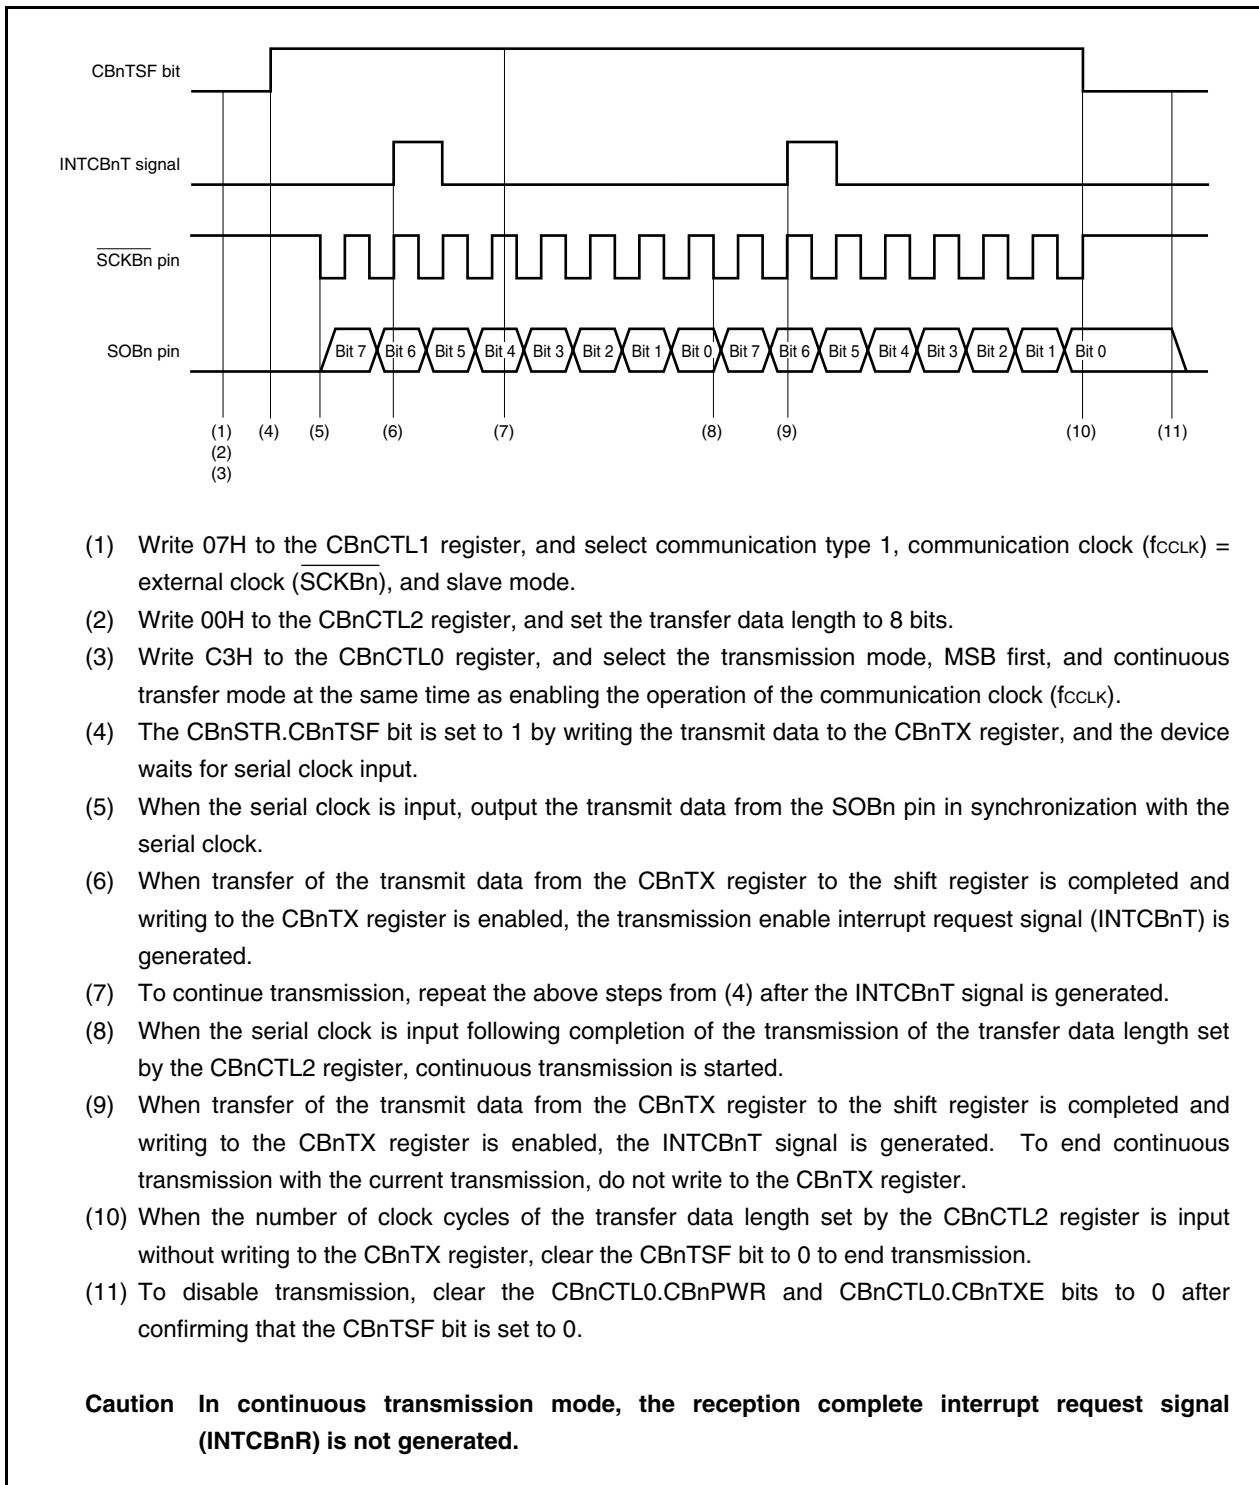 CBnTSF bit
INTCBnT signal
SCKBn pin
SOBn pin
Bit 7 Bit 6 Bit 5 Bit 4 Bit 3 Bit 2 Bit 1 Bit 0 Bit 7 Bit 6 Bit 5 Bit 4 Bit 3 Bit 2 Bit 1 Bit 0
(1) (4) (5) (6) (7) (8) (9) (10) (11)
(2)
(3)
(1) Write 07H to the CBnCTL1 register, and select communication type 1, communication clock (fCCLK) =
external clock (SCKBn), and slave mode.
(2) Write 00H to the CBnCTL2 register, and set the transfer data length to 8 bits.
(3) Write C3H to the CBnCTL0 register, and select the transmission mode, MSB first, and continuous
transfer mode at the same time as enabling the operation of the communication clock (fCCLK).
(4) The CBnSTR.CBnTSF bit is set to 1 by writing the transmit data to the CBnTX register, and the device
waits for serial clock input.
(5) When the serial clock is input, output the transmit data from the SOBn pin in synchronization with the
serial clock.
(6) When transfer of the transmit data from the CBnTX register to the shift register is completed and
writing to the CBnTX register is enabled, the transmission enable interrupt request signal (INTCBnT) is
generated.
(7) To continue transmission, repeat the above steps from (4) after the INTCBnT signal is generated.
(8) When the serial clock is input following completion of the transmission of the transfer data length set
by the CBnCTL2 register, continuous transmission is started.
(9) When transfer of the transmit data from the CBnTX register to the shift register is completed and
writing to the CBnTX register is enabled, the INTCBnT signal is generated. To end continuous
transmission with the current transmission, do not write to the CBnTX register.
(10) When the number of clock cycles of the transfer data length set by the CBnCTL2 register is input
without writing to the CBnTX register, clear the CBnTSF bit to 0 to end transmission.
(11) To disable transmission, clear the CBnCTL0.CBnPWR and CBnCTL0.CBnTXE bits to 0 after
confirming that the CBnTSF bit is set to 0.
Caution In continuous transmission mode, the reception complete interrupt request signal
(INTCBnR) is not generated.